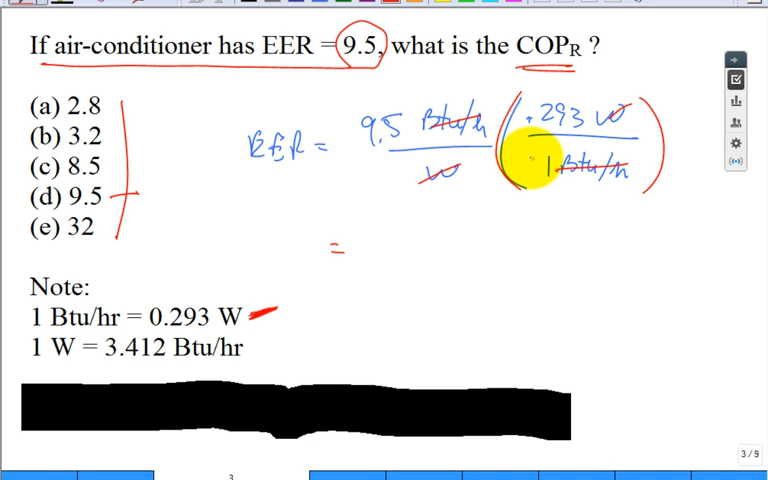 If air-conditioner has EER = 9.5, what is the COPR ?
(a) 2.8
(b) 3.2
(c) 8.5
(d) 9.5
(e) 32
EER = 9.5 Btu/h / W ( .293 W / 1 Btu/h )
=
Note:
1 Btu/hr = 0.293 W
1 W = 3.412 Btu/hr
3 / 9
3